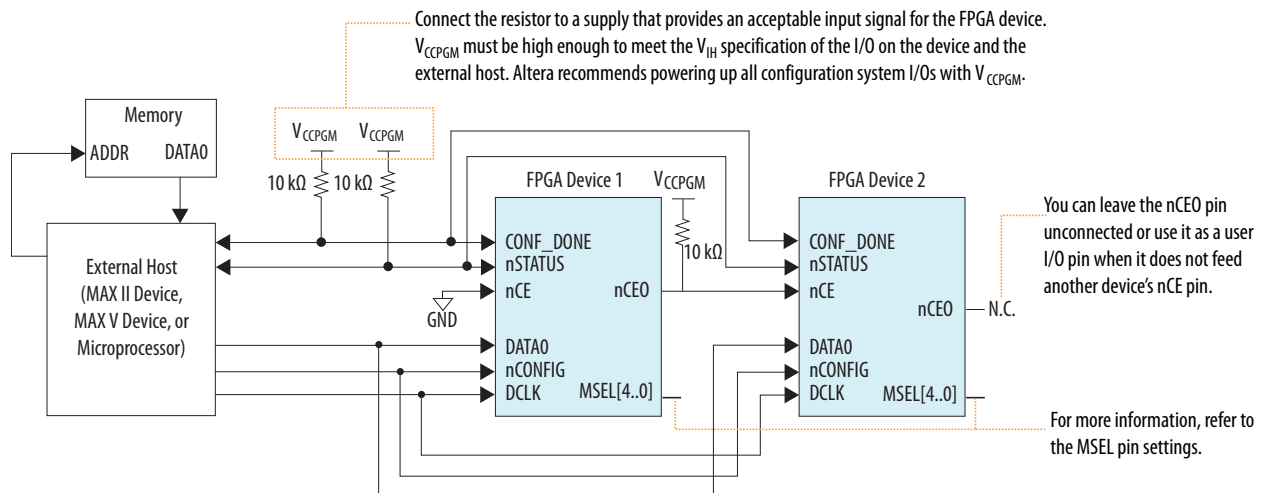 Connect the resistor to a supply that provides an acceptable input signal for the FPGA device.
VCCPGM must be high enough to meet the VIH specification of the I/O on the device and the
external host. Altera recommends powering up all configuration system I/Os with VCCPGM.
Memory
ADDR DATA0
VCCPGM VCCPGM
10 kΩ 10 kΩ
External Host
(MAX II Device,
MAX V Device, or
Microprocessor)
GND
FPGA Device 1
CONF_DONE
nSTATUS
nCE
nCEO
DATA0
nCONFIG
DCLK
MSEL[4..0]
VCCPGM
10 kΩ
FPGA Device 2
CONF_DONE
nSTATUS
nCE
nCEO
DATA0
nCONFIG
DCLK
MSEL[4..0]
N.C.
You can leave the nCEO pin
unconnected or use it as a user
I/O pin when it does not feed
another device’s nCE pin.
For more information, refer to
the MSEL pin settings.